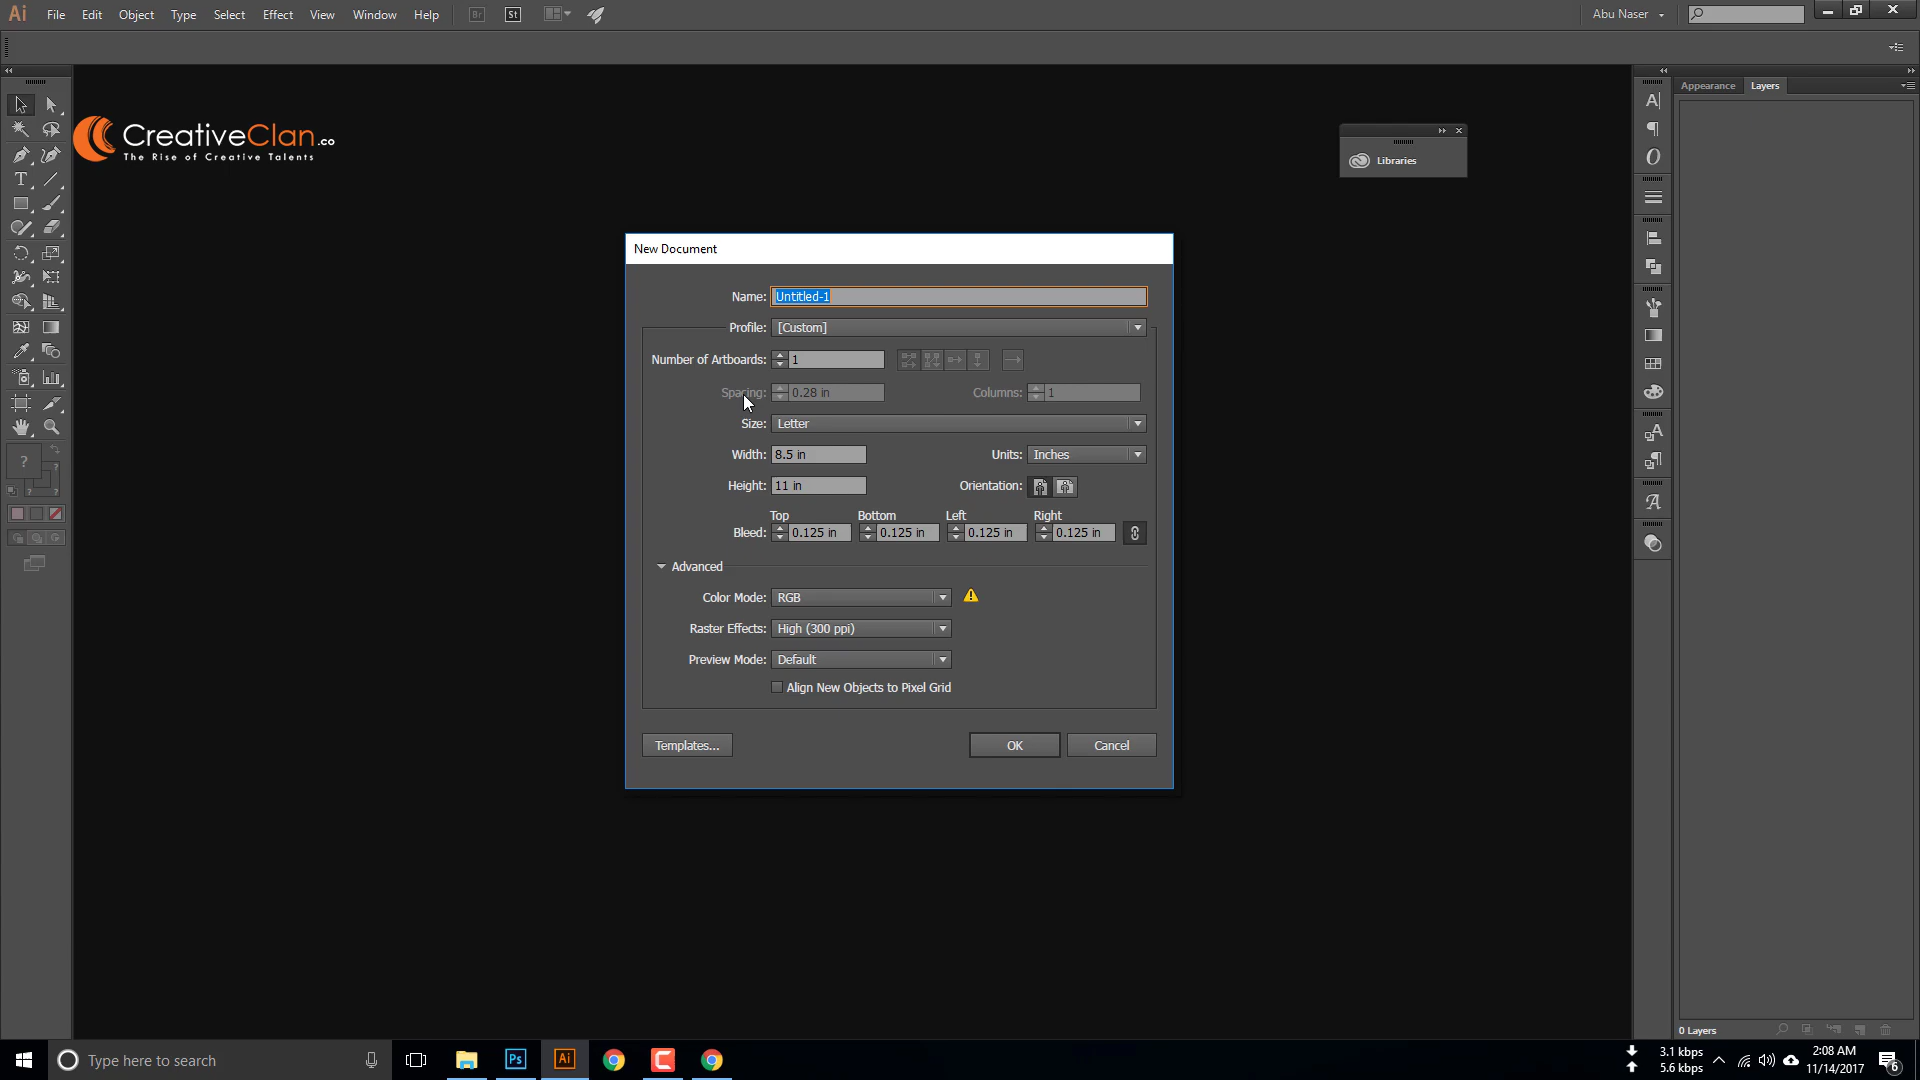 Ai File Edit Object Type Select Effect View Window Help Br St Abu Naser
Appearance Layers
CreativeClan.co
The Rise of Creative Talents
Libraries
New Document
Name: Untitled-1
Profile: [Custom]
Number of Artboards: 1
Spacing: 0.28 in Columns: 1
Size: Letter
Width: 8.5 in Units: Inches
Height: 11 in Orientation:
Top Bottom Left Right
Bleed: 0.125 in 0.125 in 0.125 in 0.125 in
Advanced
Color Mode: RGB
Raster Effects: High (300 ppi)
Preview Mode: Default
Align New Objects to Pixel Grid
Templates... OK Cancel
0 Layers
Type here to search Ps Ai
3.1 kbps
5.6 kbps
2:08 AM
11/14/2017
6